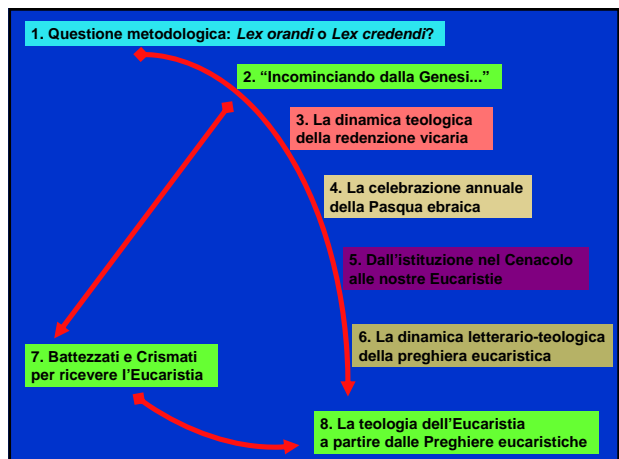 1. Questione metodologica: Lex orandi o Lex credendi?
2. “Incominciando dalla Genesi...”
3. La dinamica teologica
della redenzione vicaria
4. La celebrazione annuale
della Pasqua ebraica
5. Dall’istituzione nel Cenacolo
alle nostre Eucaristie
6. La dinamica letterario-teologica
della preghiera eucaristica
7. Battezzati e Crismati
per ricevere l’Eucaristia
8. La teologia dell’Eucaristia
a partire dalle Preghiere eucaristiche